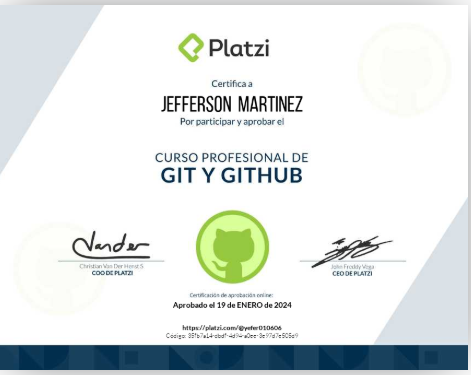 Platzi
Certifica a
JEFFERSON MARTINEZ
Por participar y aprobar el
CURSO PROFESIONAL DE
GIT Y GITHUB
Christian Van Der Henst S
COO DE PLATZI
John Freddy Vega
CEO DE PLATZI
Certificación de aprobación online:
Aprobado el 19 de ENERO de 2024
https://platzi.com/@yefer010606
Código: